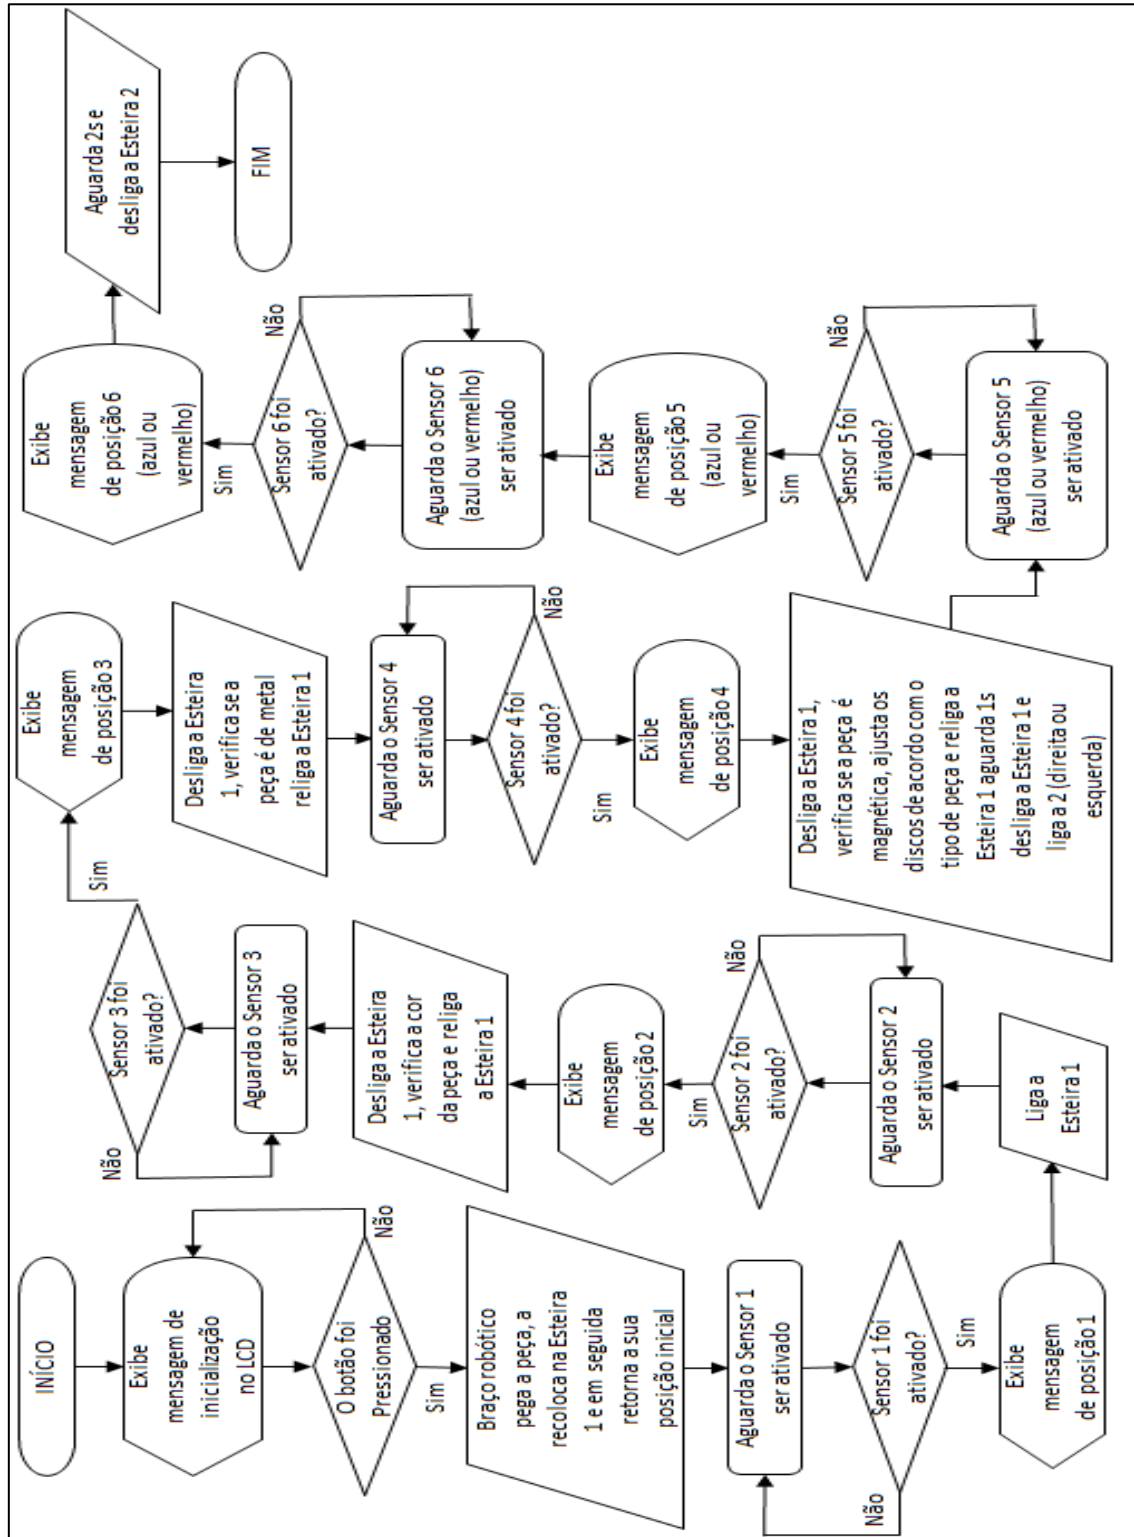 INÍCIO
Exibe
mensagem de
inicialização
no LCD
O botão foi
Pressionado
Não
Sim
Braço robótico
pega a peça, a
recoloca na Esteira
1 e em seguida
retorna a sua
posição inicial
Aguarda o Sensor 1
ser ativado
Sensor 1 foi
ativado?
Não
Sim
Exibe
mensagem
de posição 1
Liga a
Esteira 1
Aguarda o Sensor 2
ser ativado
Sensor 2 foi
ativado?
Não
Sim
Exibe
mensagem
de posição 2
Desliga a Esteira
1, verifica a cor
da peça e religa
a Esteira 1
Aguarda o Sensor 3
ser ativado
Sensor 3 foi
ativado?
Não
Sim
Exibe
mensagem
de posição 3
Desliga a Esteira
1, verifica se a
peça é de metal
religa a Esteira 1
Aguarda o Sensor 4
ser ativado
Sensor 4 foi
ativado?
Não
Sim
Exibe
mensagem
de posição 4
Desliga a Esteira 1,
verifica se a peça é
magnética, ajusta os
discos de acordo com o
tipo de peça e religa a
Esteira 1 aguarda 1s
desliga a Esteira 1 e
liga a 2 (direita ou
esquerda)
Aguarda o Sensor 5
(azul ou vermelho)
ser ativado
Sensor 5 foi
ativado?
Não
Sim
Exibe
mensagem
de posição 5
(azul ou
vermelho)
Aguarda o Sensor 6
(azul ou vermelho)
ser ativado
Sensor 6 foi
ativado?
Não
Sim
Exibe
mensagem
de posição 6
(azul ou
vermelho)
Aguarda 2s e
desliga a Esteira 2
FIM